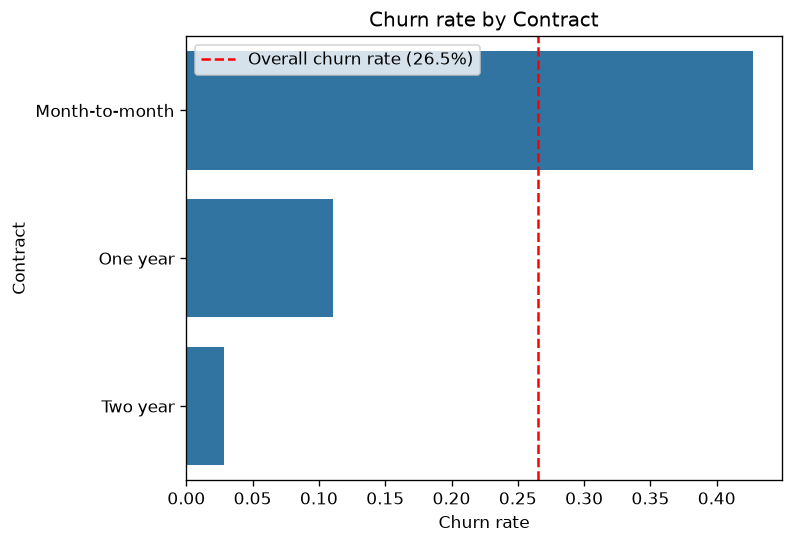 Churn rate by Contract
Overall churn rate (26.5%)
Month-to-month
One year
Two year
Contract
0.00 0.05 0.10 0.15 0.20 0.25 0.30 0.35 0.40
Churn rate